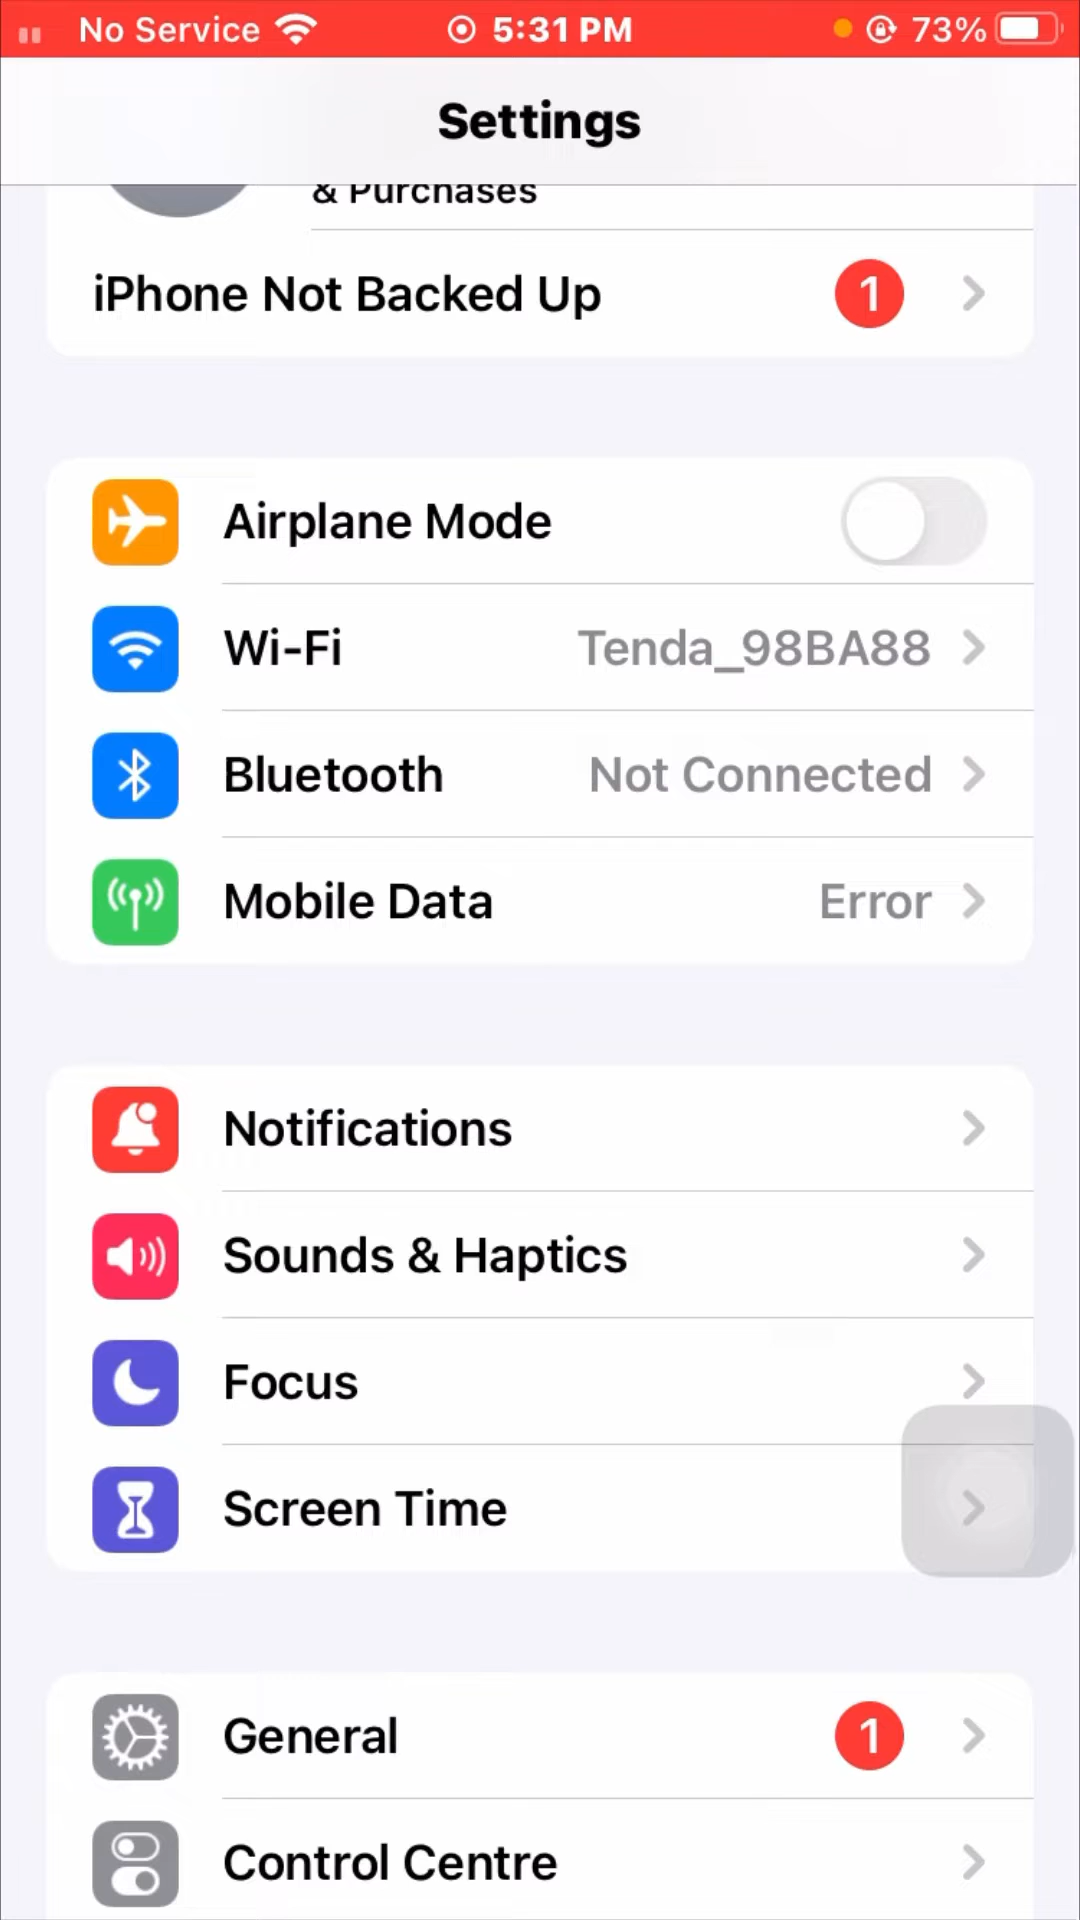 No Service 5:31 PM 73%
Settings
& Purchases
iPhone Not Backed Up 1
Airplane Mode
Wi-Fi Tenda_98BA88
Bluetooth Not Connected
Mobile Data Error
Notifications
Sounds & Haptics
Focus
Screen Time
General 1
Control Centre